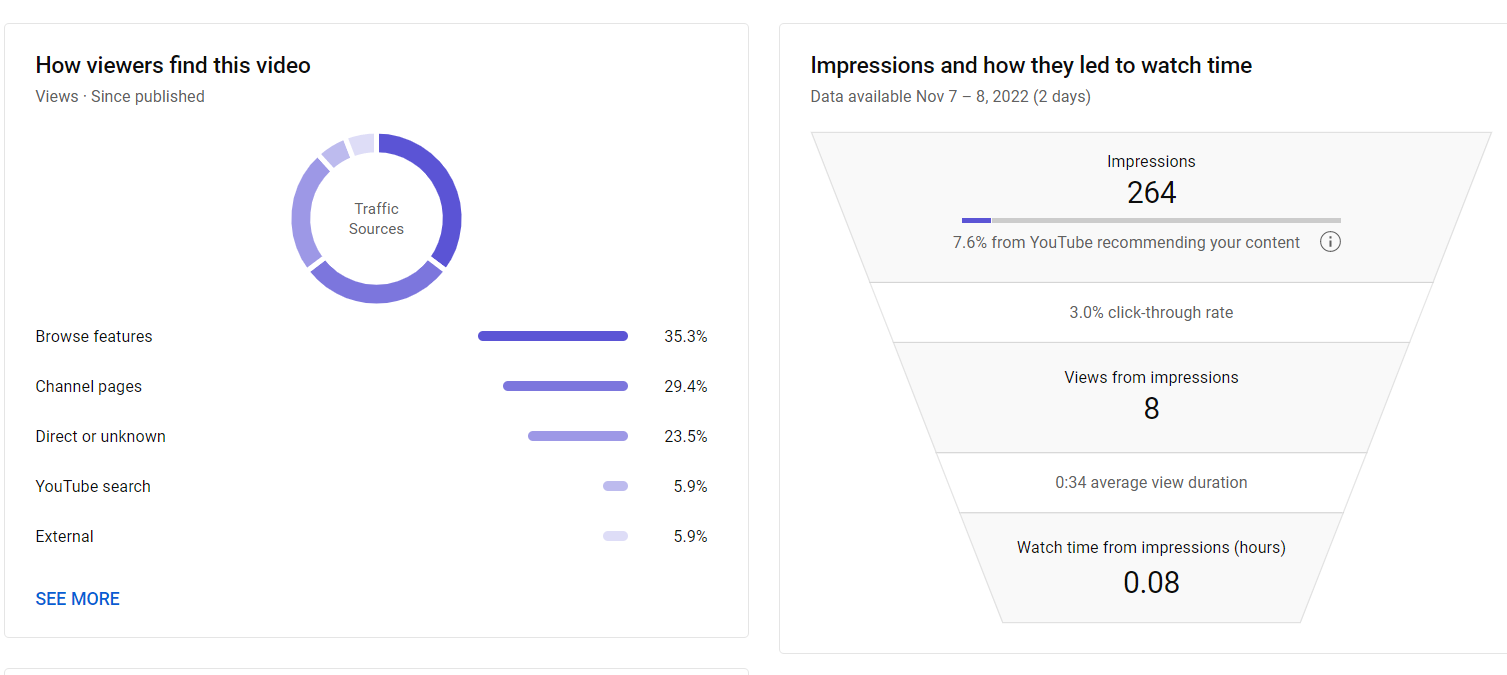 How viewers find this video
Views · Since published
Traffic
Sources
Browse features 35.3%
Channel pages 29.4%
Direct or unknown 23.5%
YouTube search 5.9%
External 5.9%
SEE MORE
Impressions and how they led to watch time
Data available Nov 7 – 8, 2022 (2 days)
Impressions
264
7.6% from YouTube recommending your content
3.0% click-through rate
Views from impressions
8
0:34 average view duration
Watch time from impressions (hours)
0.08